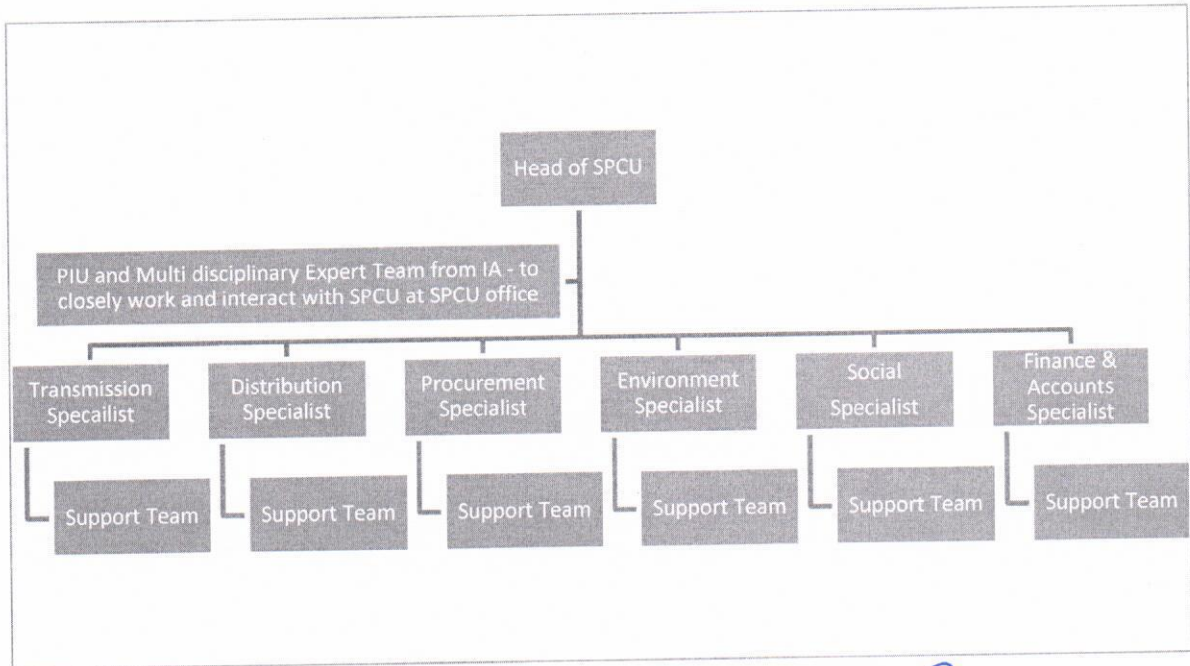 Head of SPCU
PIU and Multi disciplinary Expert Team from IA - to
closely work and interact with SPCU at SPCU office
Transmission
Specailist
Distribution
Specialist
Procurement
Specialist
Environment
Specialist
Social
Specialist
Finance &
Accounts
Specialist
Support Team
Support Team
Support Team
Support Team
Support Team
Support Team